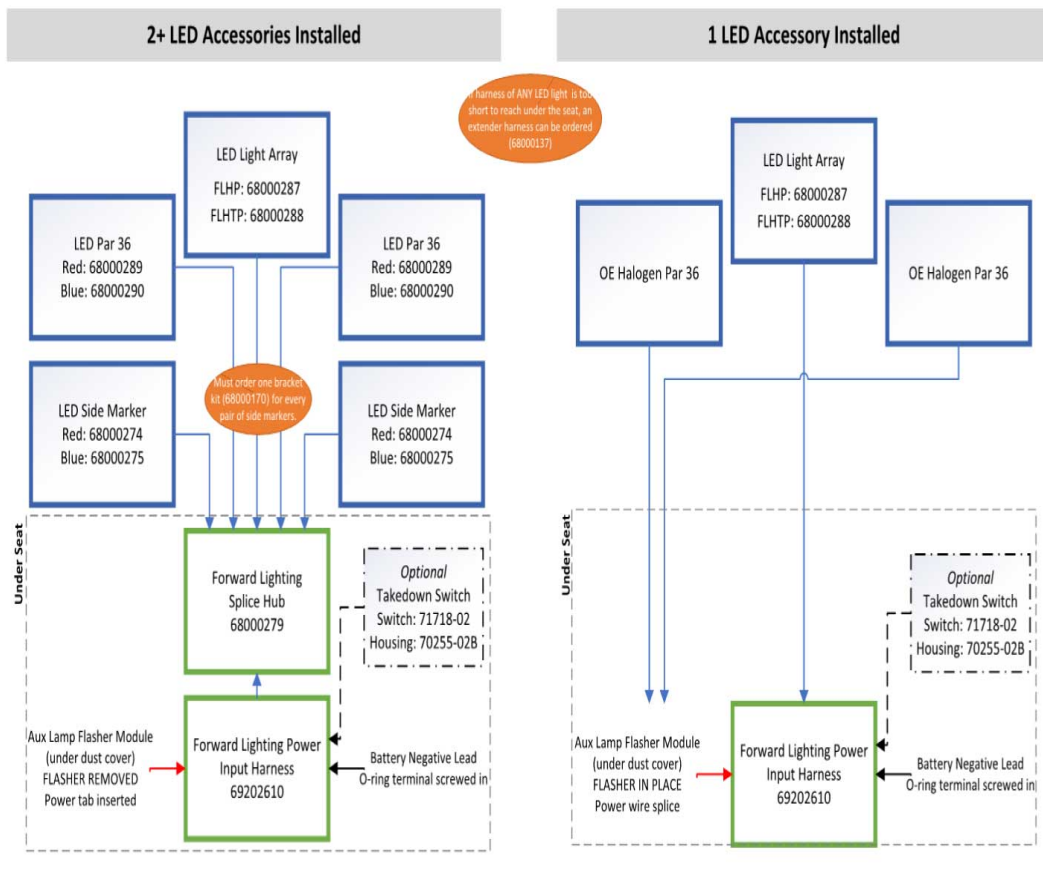 2+ LED Accessories Installed
1 LED Accessory Installed
harness of ANY LED light is too
short to reach under the seat, an
extender harness can be ordered
(68000137)
LED Light Array
FLHP: 68000287
FLHTP: 68000288
LED Par 36
Red: 68000289
Blue: 68000290
LED Par 36
Red: 68000289
Blue: 68000290
Must order one bracket
kit (68000170) for every
pair of side markers.
LED Side Marker
Red: 68000274
Blue: 68000275
LED Side Marker
Red: 68000274
Blue: 68000275
Under Seat
Forward Lighting
Splice Hub
68000279
Optional
Takedown Switch
Switch: 71718-02
Housing: 70255-02B
Aux Lamp Flasher Module
(under dust cover)
FLASHER REMOVED
Power tab inserted
Forward Lighting Power
Input Harness
69202610
Battery Negative Lead
O-ring terminal screwed in
LED Light Array
FLHP: 68000287
FLHTP: 68000288
OE Halogen Par 36
OE Halogen Par 36
Under Seat
Optional
Takedown Switch
Switch: 71718-02
Housing: 70255-02B
Aux Lamp Flasher Module
(under dust cover)
FLASHER IN PLACE
Power wire splice
Forward Lighting Power
Input Harness
69202610
Battery Negative Lead
O-ring terminal screwed in